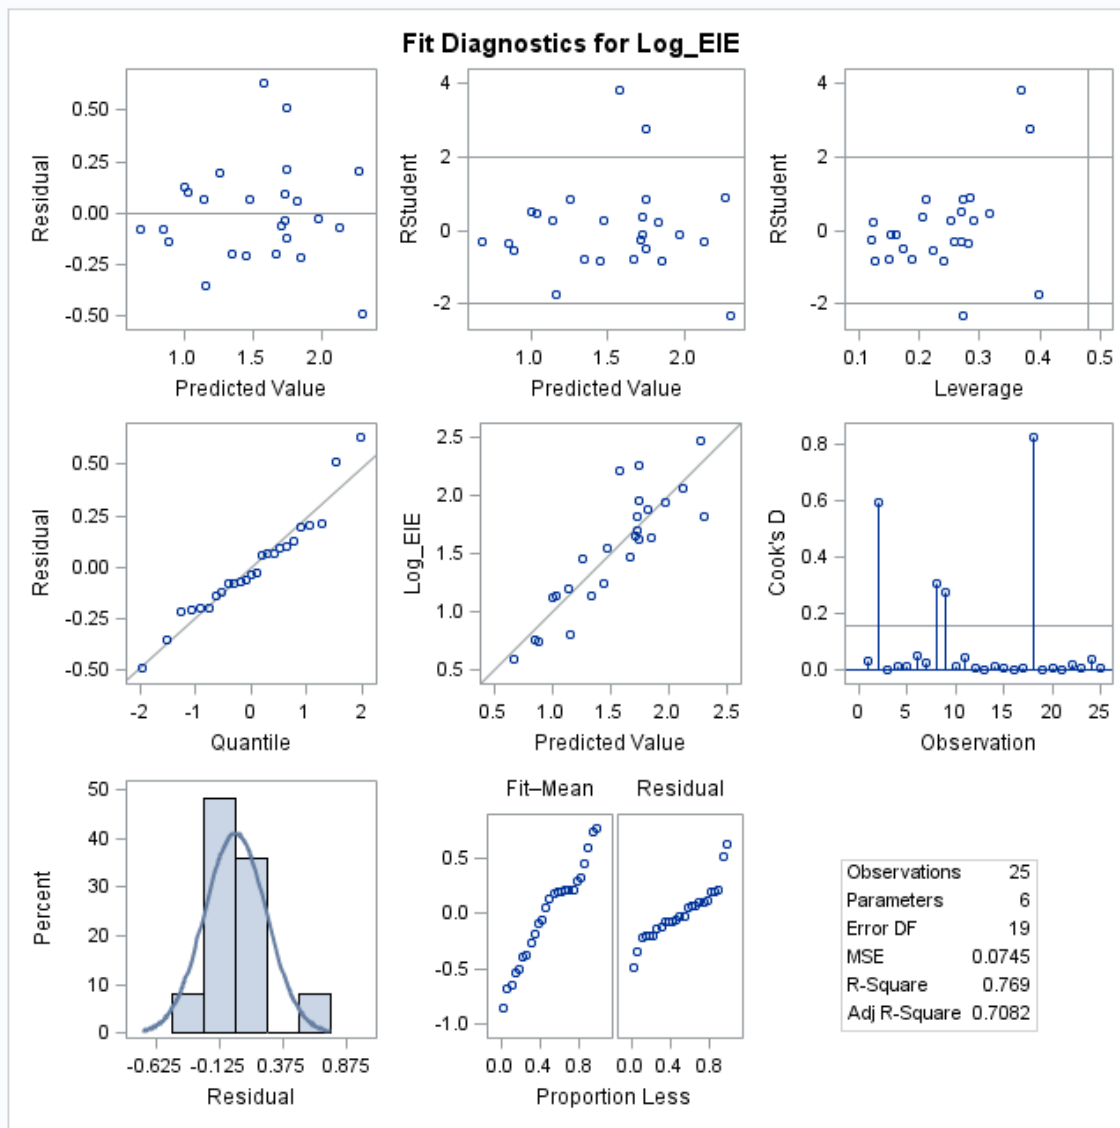 Fit Diagnostics for Log_EIE
Residual
0.50
0.25
0.00
-0.25
-0.50
1.0 1.5 2.0
Predicted Value
RStudent
4
2
0
-2
1.0 1.5 2.0
Predicted Value
RStudent
4
2
0
-2
0.1 0.2 0.3 0.4 0.5
Leverage
Residual
0.50
0.25
0.00
-0.25
-0.50
-2 -1 0 1 2
Quantile
Log_EIE
2.5
2.0
1.5
1.0
0.5
0.5 1.0 1.5 2.0 2.5
Predicted Value
Cook's D
0.8
0.6
0.4
0.2
0.0
0 5 10 15 20 25
Observation
Percent
50
40
30
20
10
0
-0.625 -0.125 0.375 0.875
Residual
Fit–Mean Residual
0.5
0.0
-0.5
-1.0
0.0 0.4 0.8 0.0 0.4 0.8
Proportion Less
Observations 25
Parameters 6
Error DF 19
MSE 0.0745
R-Square 0.769
Adj R-Square 0.7082